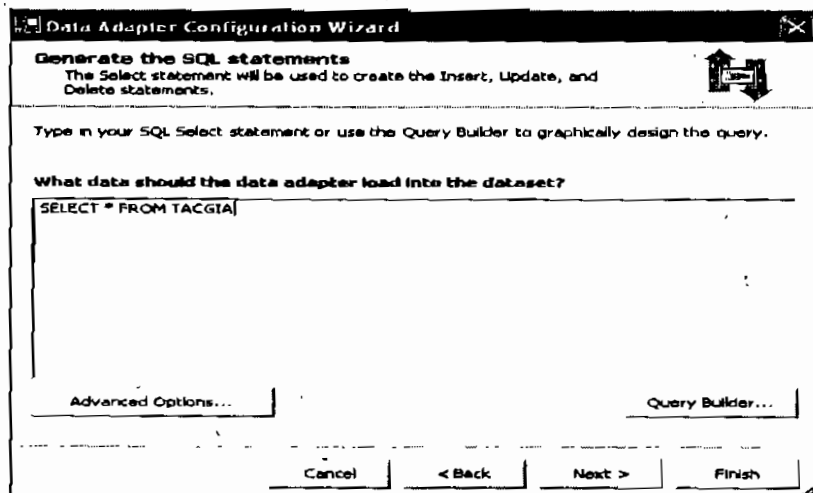 Data Adapter Configuration Wizard
Generate the SQL statements
The Select statement will be used to create the Insert, Update, and
Delete statements.
Type in your SQL Select statement or use the Query Builder to graphically design the query.
What data should the data adapter load into the dataset?
SELECT * FROM TACGIA
Advanced Options...
Query Builder...
Cancel
< Back
Next >
Finish